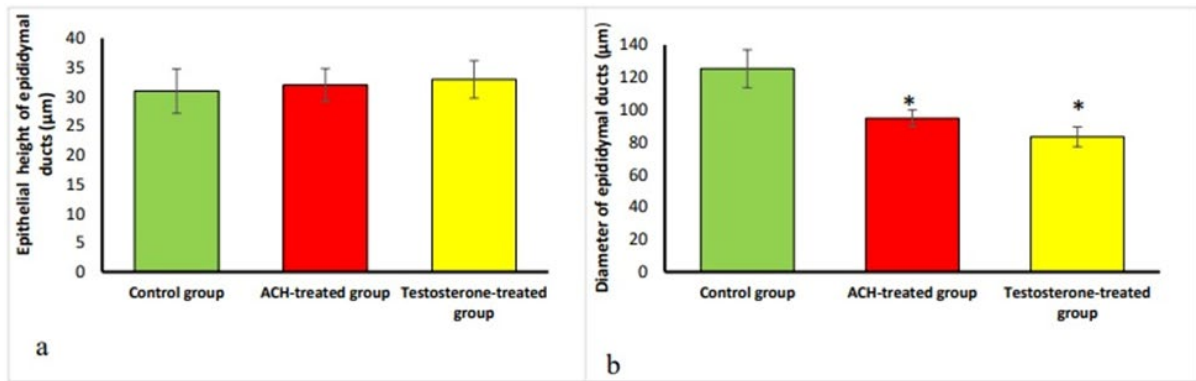 Epithelial height of epididymal
ducts (µm)
40
35
30
25
20
15
10
5
0
Control group
ACH-treated group
Testosterone-treated
group
a
Diameter of epididymal ducts (µm)
140
120
100
80
60
40
20
0
*
*
Control group
ACH-treated group
Testosterone-treated
group
b